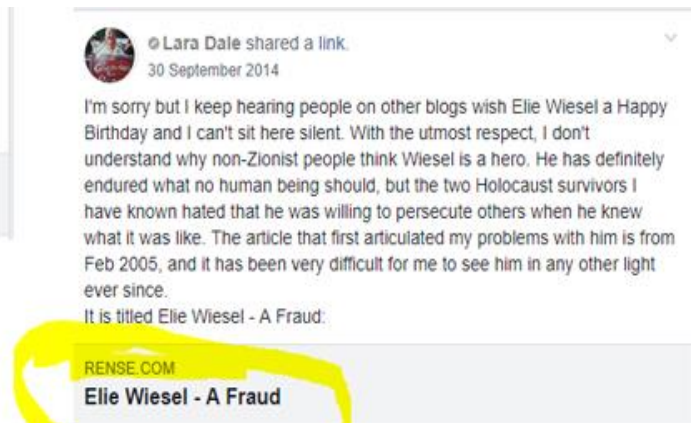 Lara Dale shared a link.
30 September 2014
I'm sorry but I keep hearing people on other blogs wish Elie Wiesel a Happy
Birthday and I can't sit here silent. With the utmost respect, I don't
understand why non-Zionist people think Wiesel is a hero. He has definitely
endured what no human being should, but the two Holocaust survivors I
have known hated that he was willing to persecute others when he knew
what it was like. The article that first articulated my problems with him is from
Feb 2005, and it has been very difficult for me to see him in any other light
ever since.
It is titled Elie Wiesel - A Fraud:
RENSE.COM
Elie Wiesel - A Fraud